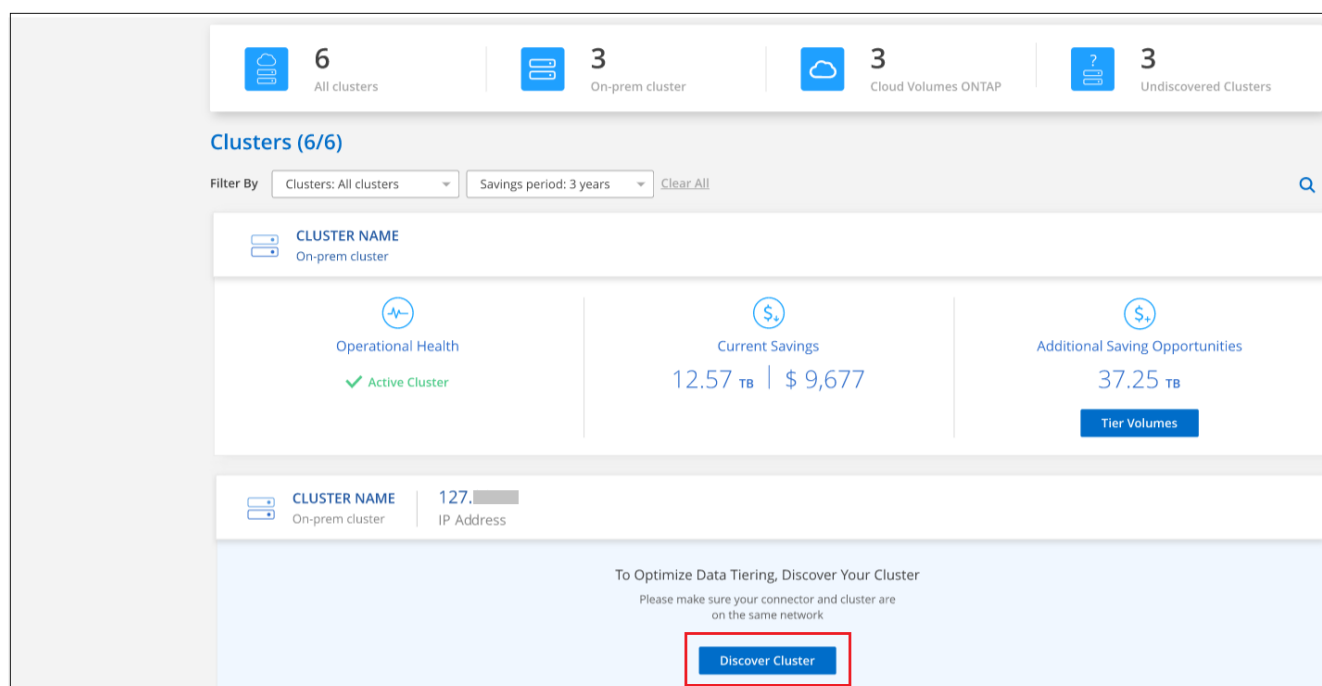 6
All clusters
3
On-prem cluster
3
Cloud Volumes ONTAP
?
3
Undiscovered Clusters
Clusters (6/6)
Filter By Clusters: All clusters Savings period: 3 years Clear All
CLUSTER NAME
On-prem cluster
Operational Health
Active Cluster
$
Current Savings
12.57 TB | $ 9,677
$+
Additional Saving Opportunities
37.25 TB
Tier Volumes
CLUSTER NAME
On-prem cluster
127.
IP Address
To Optimize Data Tiering, Discover Your Cluster
Please make sure your connector and cluster are
on the same network
Discover Cluster